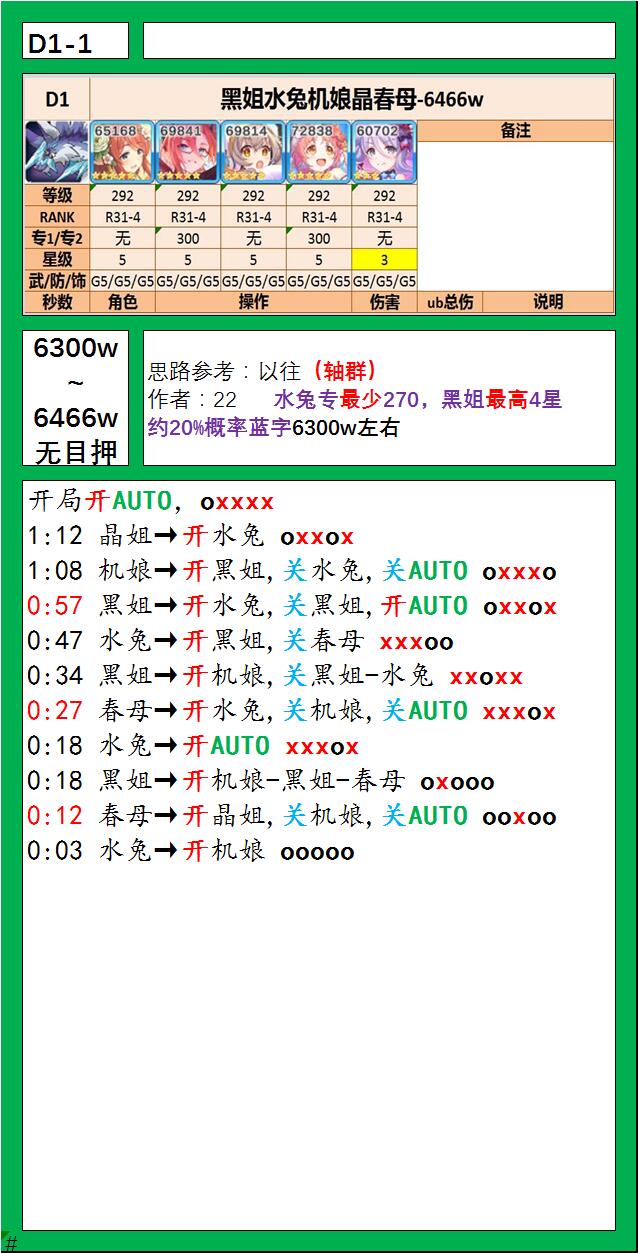 D1-1
D1 黑姐水兔机娘晶春母-6466w
65168 69841 69814 72838 60702 备注
等级 292 292 292 292 292
RANK R31-4 R31-4 R31-4 R31-4 R31-4
专1/专2 无 300 无 300 无
星级 5 5 5 5 3
武/防/饰 G5/G5/G5 G5/G5/G5 G5/G5/G5 G5/G5/G5 G5/G5/G5
秒数 角色 操作 伤害 ub总伤 说明
6300w
~
6466w
无目押
思路参考：以往（轴群）
作者：22 水兔专最少270，黑姐最高4星
约20%概率蓝字6300w左右
开局开AUTO, oxxxx
1:12 晶姐→开水兔 oxxox
1:08 机娘→开黑姐,关水兔,关AUTO oxxxo
0:57 黑姐→开水兔,关黑姐,开AUTO oxxox
0:47 水兔→开黑姐,关春母 xxxoo
0:34 黑姐→开机娘,关黑姐-水兔 xxoxx
0:27 春母→开水兔,关机娘,关AUTO xxxox
0:18 水兔→开AUTO xxxox
0:18 黑姐→开机娘-黑姐-春母 oxooo
0:12 春母→开晶姐,关机娘,关AUTO ooxoo
0:03 水兔→开机娘 ooooo
#